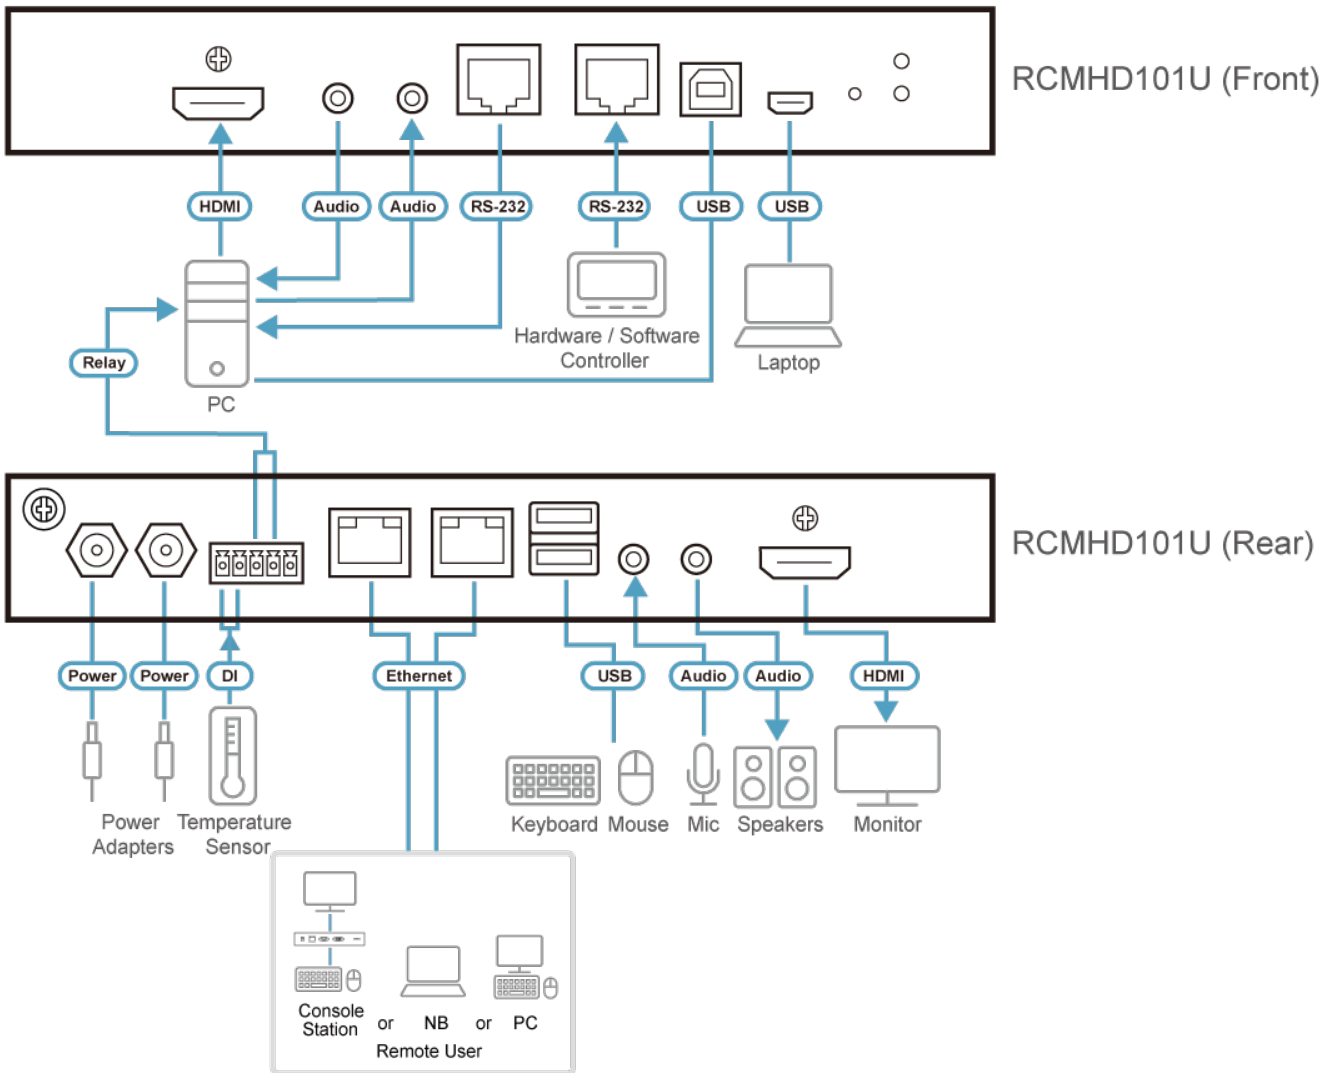 RCMHD101U (Front)
HDMI
Audio
Audio
RS-232
RS-232
USB
USB
Hardware / Software
Controller
Laptop
Relay
PC
RCMHD101U (Rear)
Power
Power
DI
Ethernet
USB
Audio
Audio
HDMI
Power
Adapters
Temperature
Sensor
Keyboard
Mouse
Mic
Speakers
Monitor
Console
Station
or
NB
or
PC
Remote User